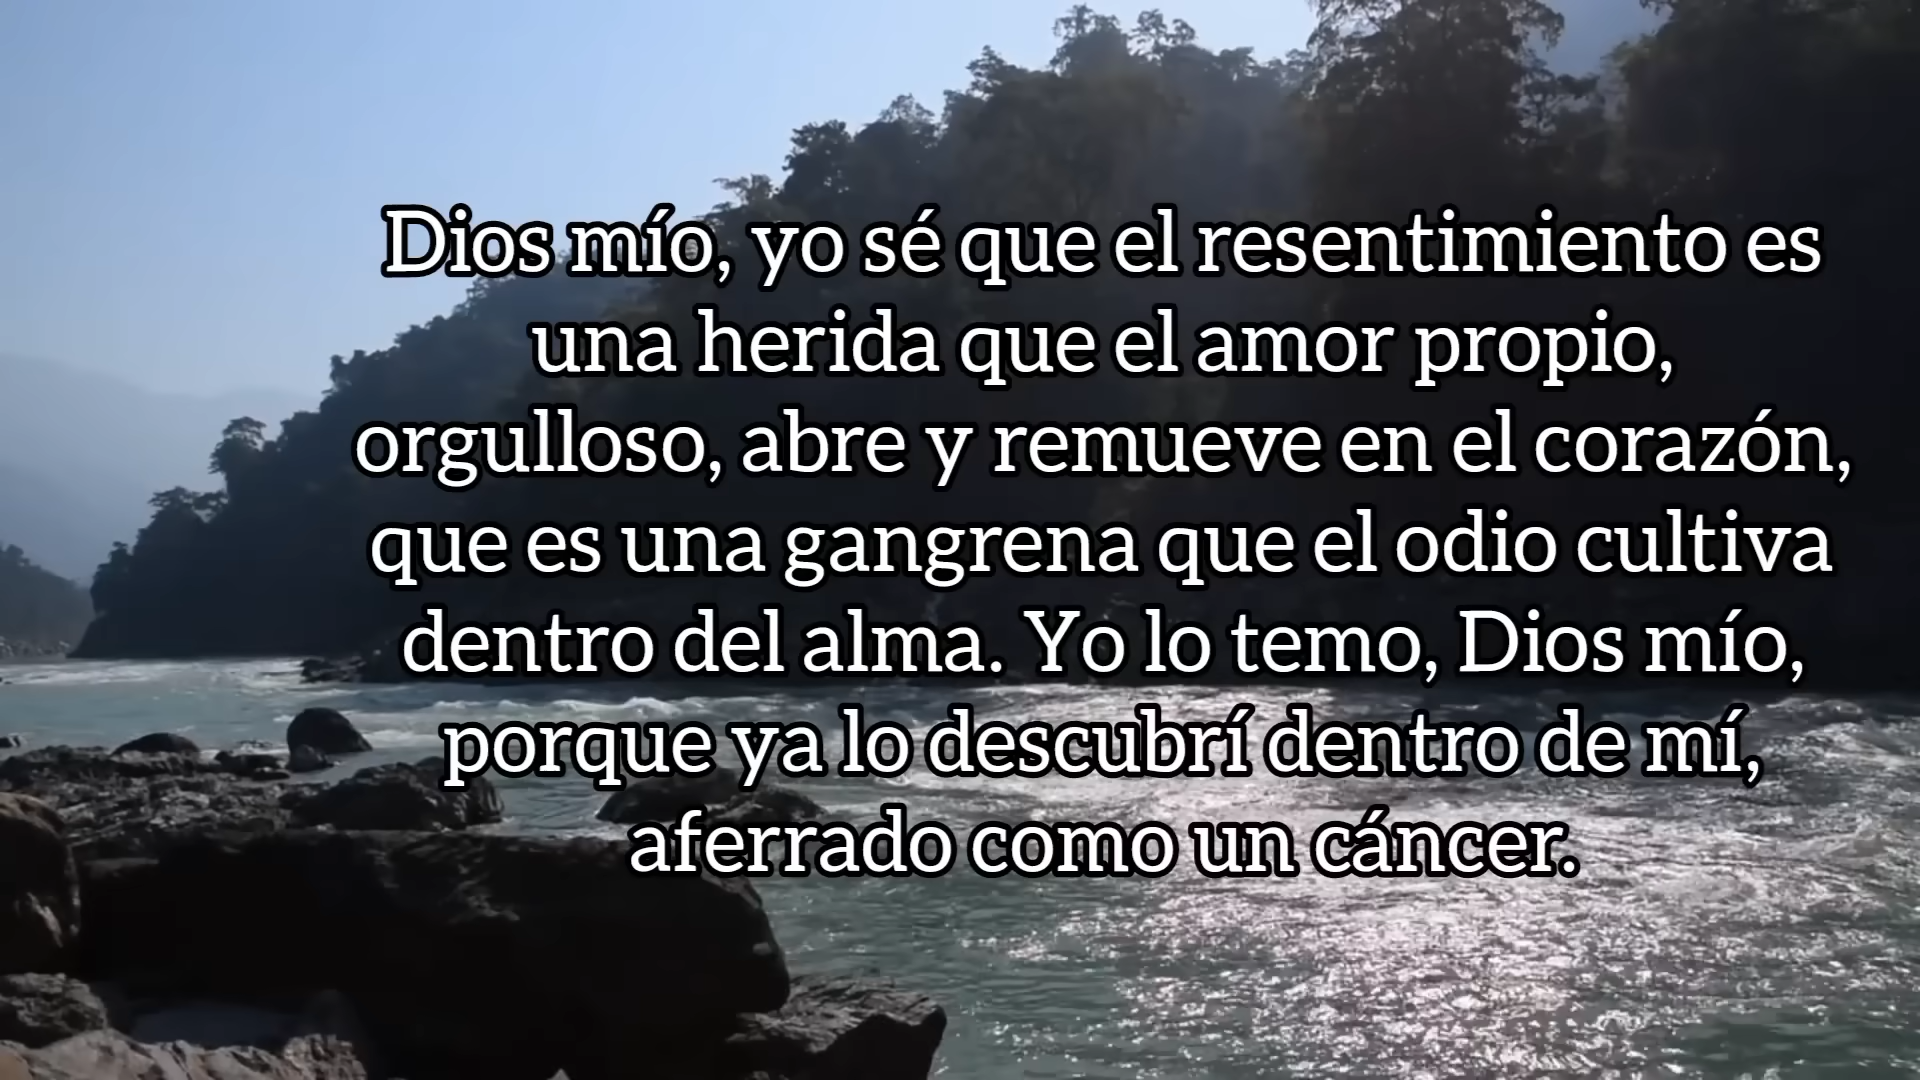 Dios mío, yo sé que el resentimiento es
una herida que el amor propio,
orgulloso, abre y remueve en el corazón,
que es una gangrena que el odio cultiva
dentro del alma. Yo lo temo, Dios mío,
porque ya lo descubrí dentro de mí,
aferrado como un cáncer.